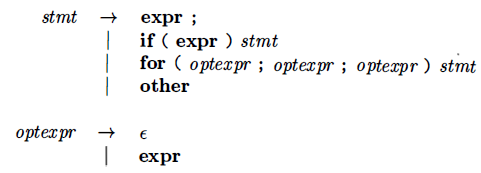 stmt → expr ;
| if ( expr ) stmt
| for ( optexpr ; optexpr ; optexpr ) stmt
| other
optexpr → ϵ
| expr